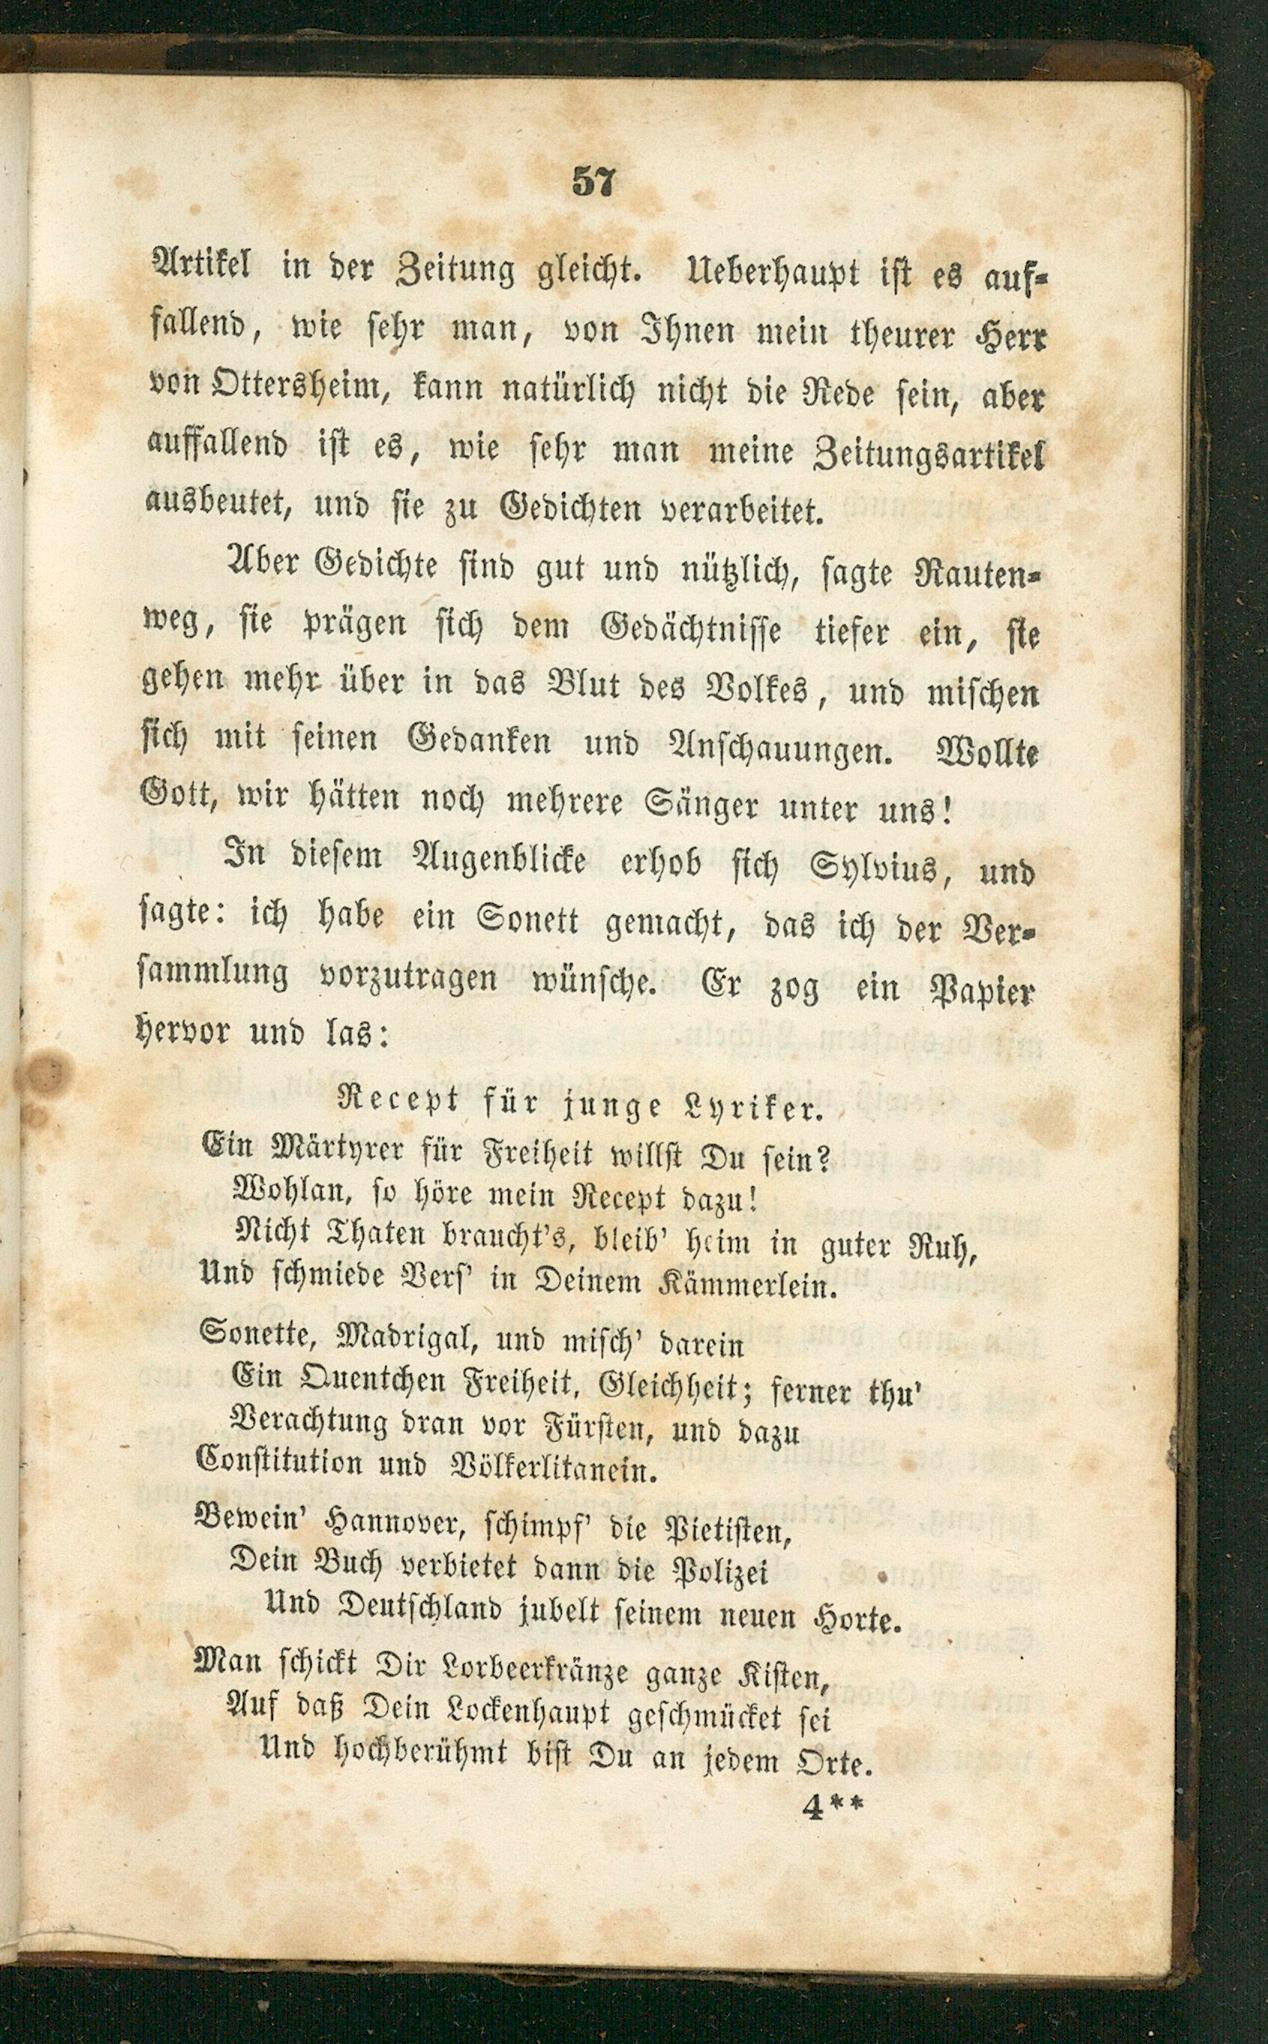 57
Artikel in der Zeitung gleicht. Ueberhaupt ist es auf-
fallend, wie sehr man, von Ihnen mein theurer Herr
von Ottersheim, kann natürlich nicht die Rede sein, aber
auffallend ist es, wie sehr man meine Zeitungsartikel
ausbeutet, und sie zu Gedichten verarbeitet.
Aber Gedichte sind gut und nützlich, sagte Rauten-
weg, sie prägen sich dem Gedächtnisse tiefer ein, sie
gehen mehr über in das Blut des Volkes, und mischen
sich mit seinen Gedanken und Anschauungen. Wollte
Gott, wir hätten noch mehrere Sänger unter uns!
In diesem Augenblicke erhob sich Sylvius, und
sagte: ich habe ein Sonett gemacht, das ich der Ver-
sammlung vorzutragen wünsche. Er zog ein Papier
hervor und las:
Recept für junge Lyriker.
Ein Märtyrer für Freiheit willst Du sein?
Wohlan, so höre mein Recept dazu!
Nicht Thaten braucht's, bleib' heim in guter Ruh,
Und schmiede Vers' in Deinem Kämmerlein.
Sonette, Madrigal, und misch' darein
Ein Quentchen Freiheit, Gleichheit; ferner thu'
Verachtung dran vor Fürsten, und dazu
Constitution und Völkerlitanein.
Bewein' Hannover, schimpf' die Pietisten,
Dein Buch verbietet dann die Polizei
Und Deutschland jubelt seinem neuen Horte.
Man schickt Dir Lorbeerkränze ganze Kisten,
Auf daß Dein Lockenhaupt geschmücket sei
Und hochberühmt bist Du an jedem Orte.
4**